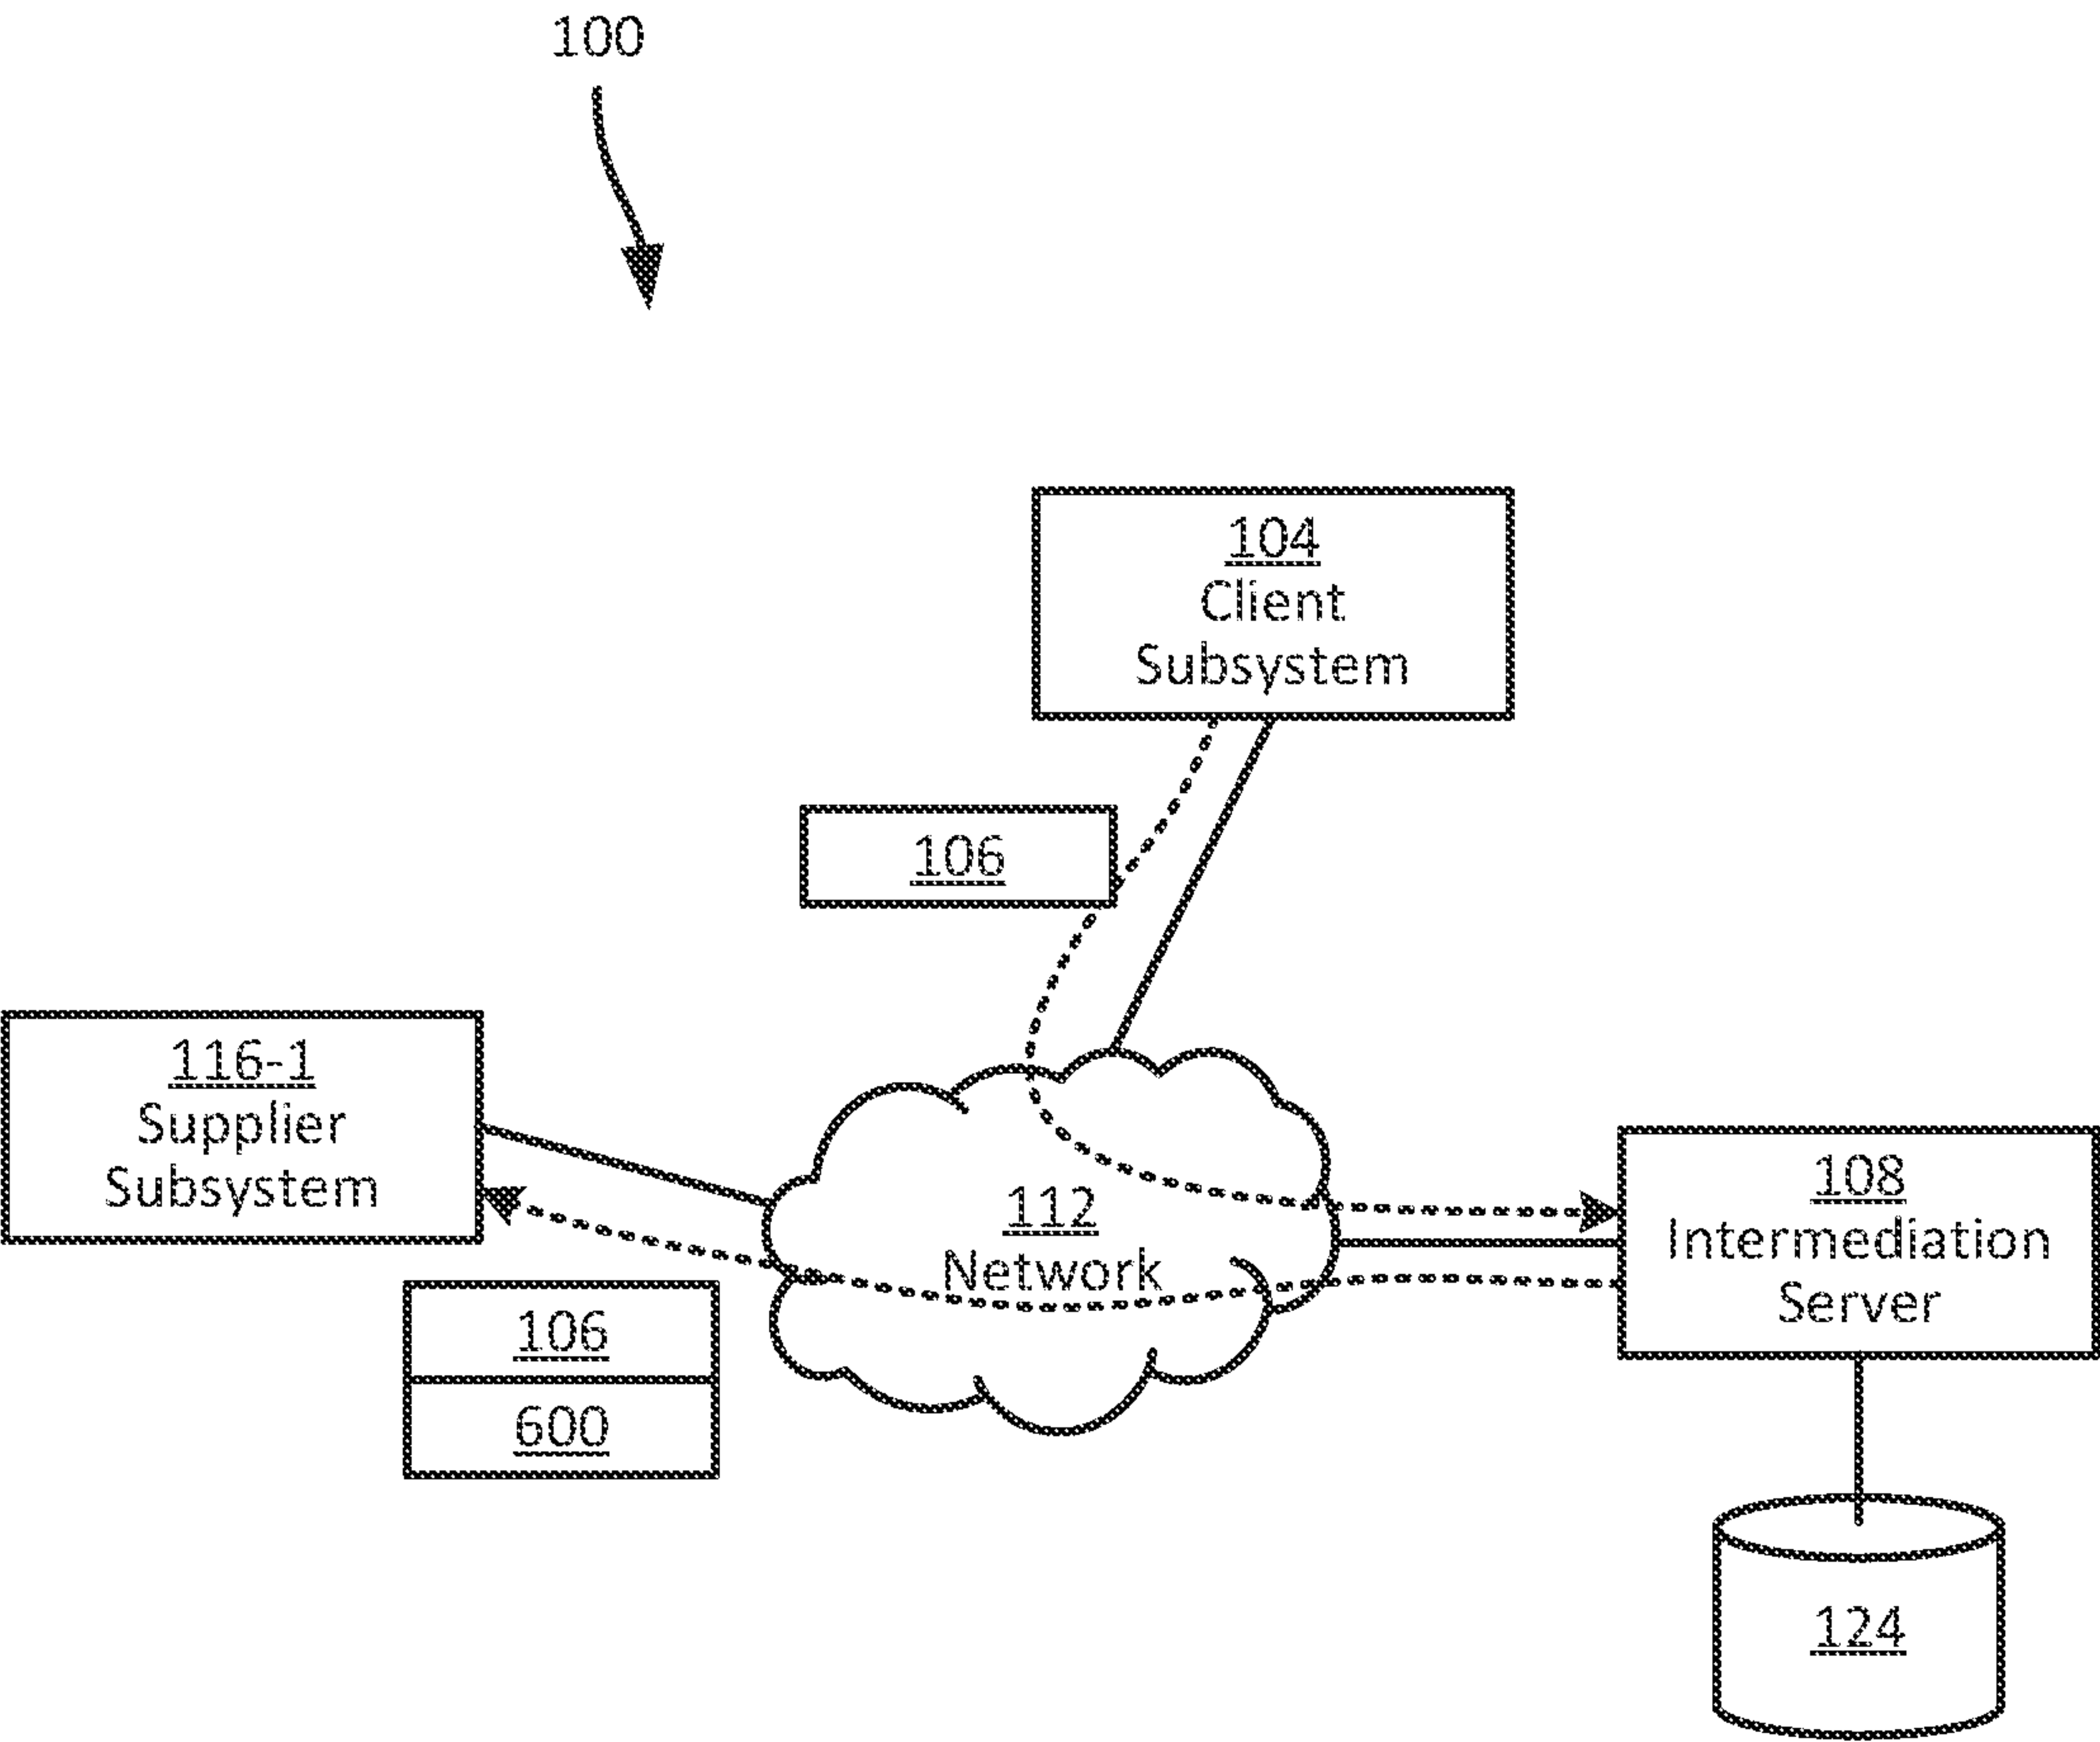 100
104
Client
Subsystem
106
116-1
Supplier
Subsystem
112
Network
108
Intermediation
Server
106
600
124